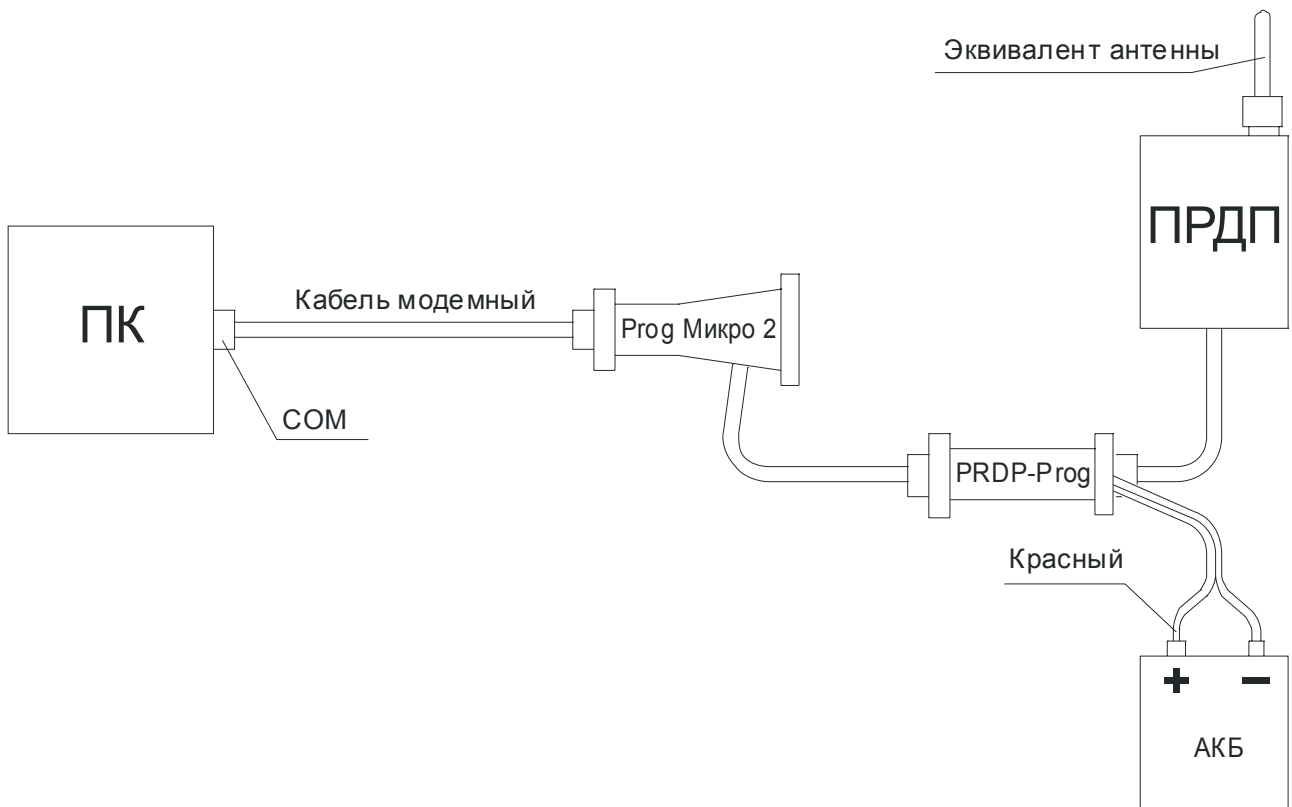 Эквивалент антенны
ПРДП
ПК
Кабель модемный
Prog Микро 2
COM
PRDP-Prog
Красный
+ −
АКБ